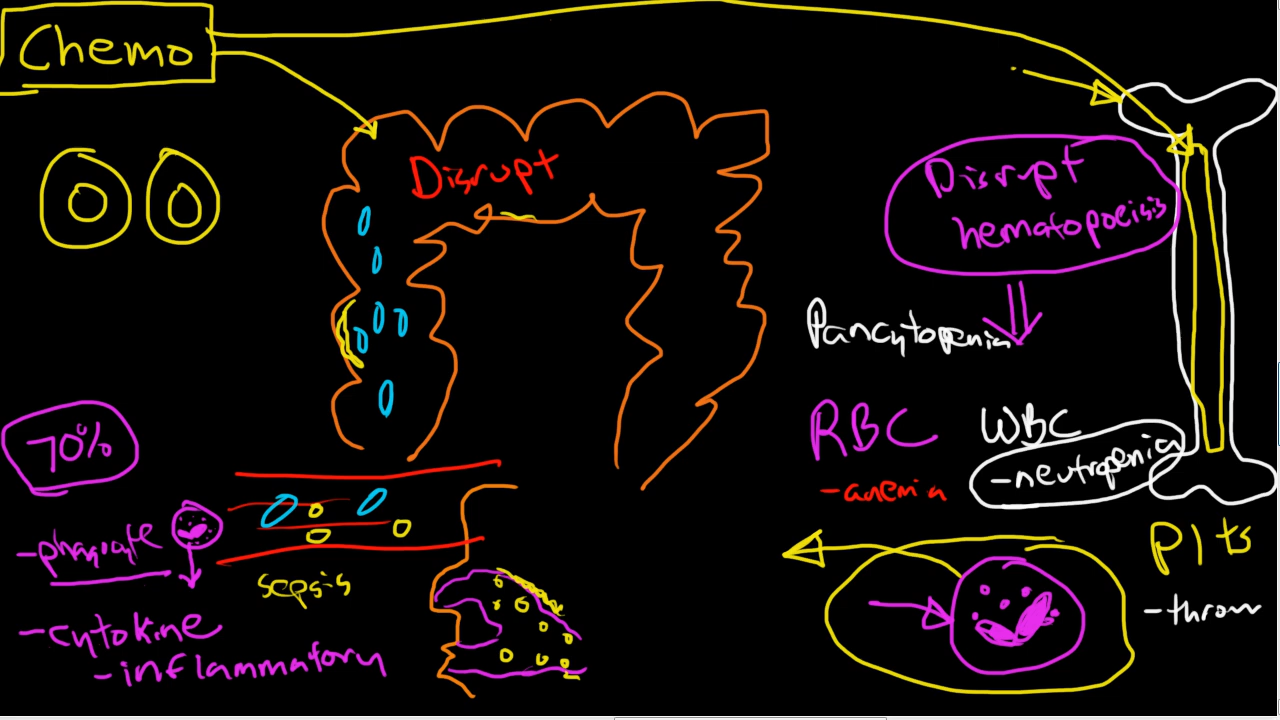 Chemo
Disrupt
Disrupt
hematopoeisis
Pancytopenia
RBC
-anemia
WBC
-neutropenia
Plts
-throm
70%
-phagocyte
-cytokine
-inflammatory
sepsis